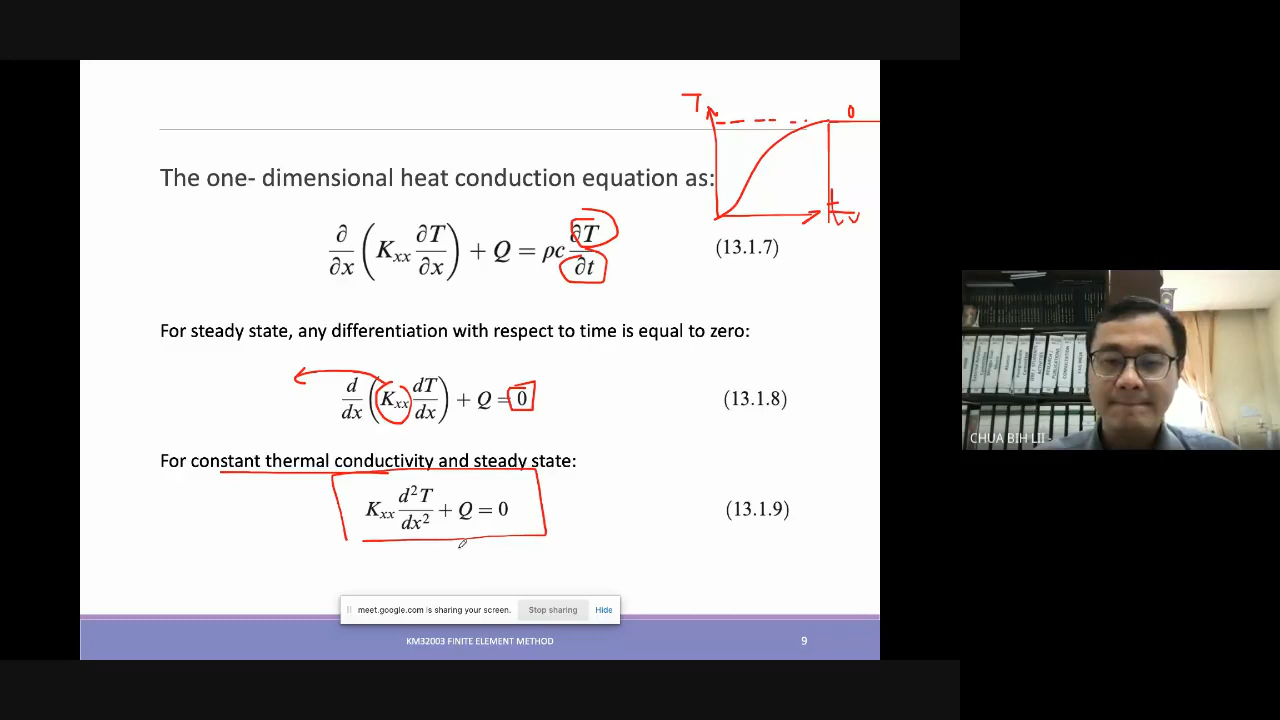 T
0
The one- dimensional heat conduction equation as:
∂/∂x (Kxx ∂T/∂x) + Q = ρc ∂T/∂t (13.1.7)
For steady state, any differentiation with respect to time is equal to zero:
d/dx (Kxx dT/dx) + Q = 0 (13.1.8)
For constant thermal conductivity and steady state:
Kxx d²T/dx² + Q = 0 (13.1.9)
meet.google.com is sharing your screen. Stop sharing Hide
KM32003 FINITE ELEMENT METHOD 9
CHUA BIH LII -